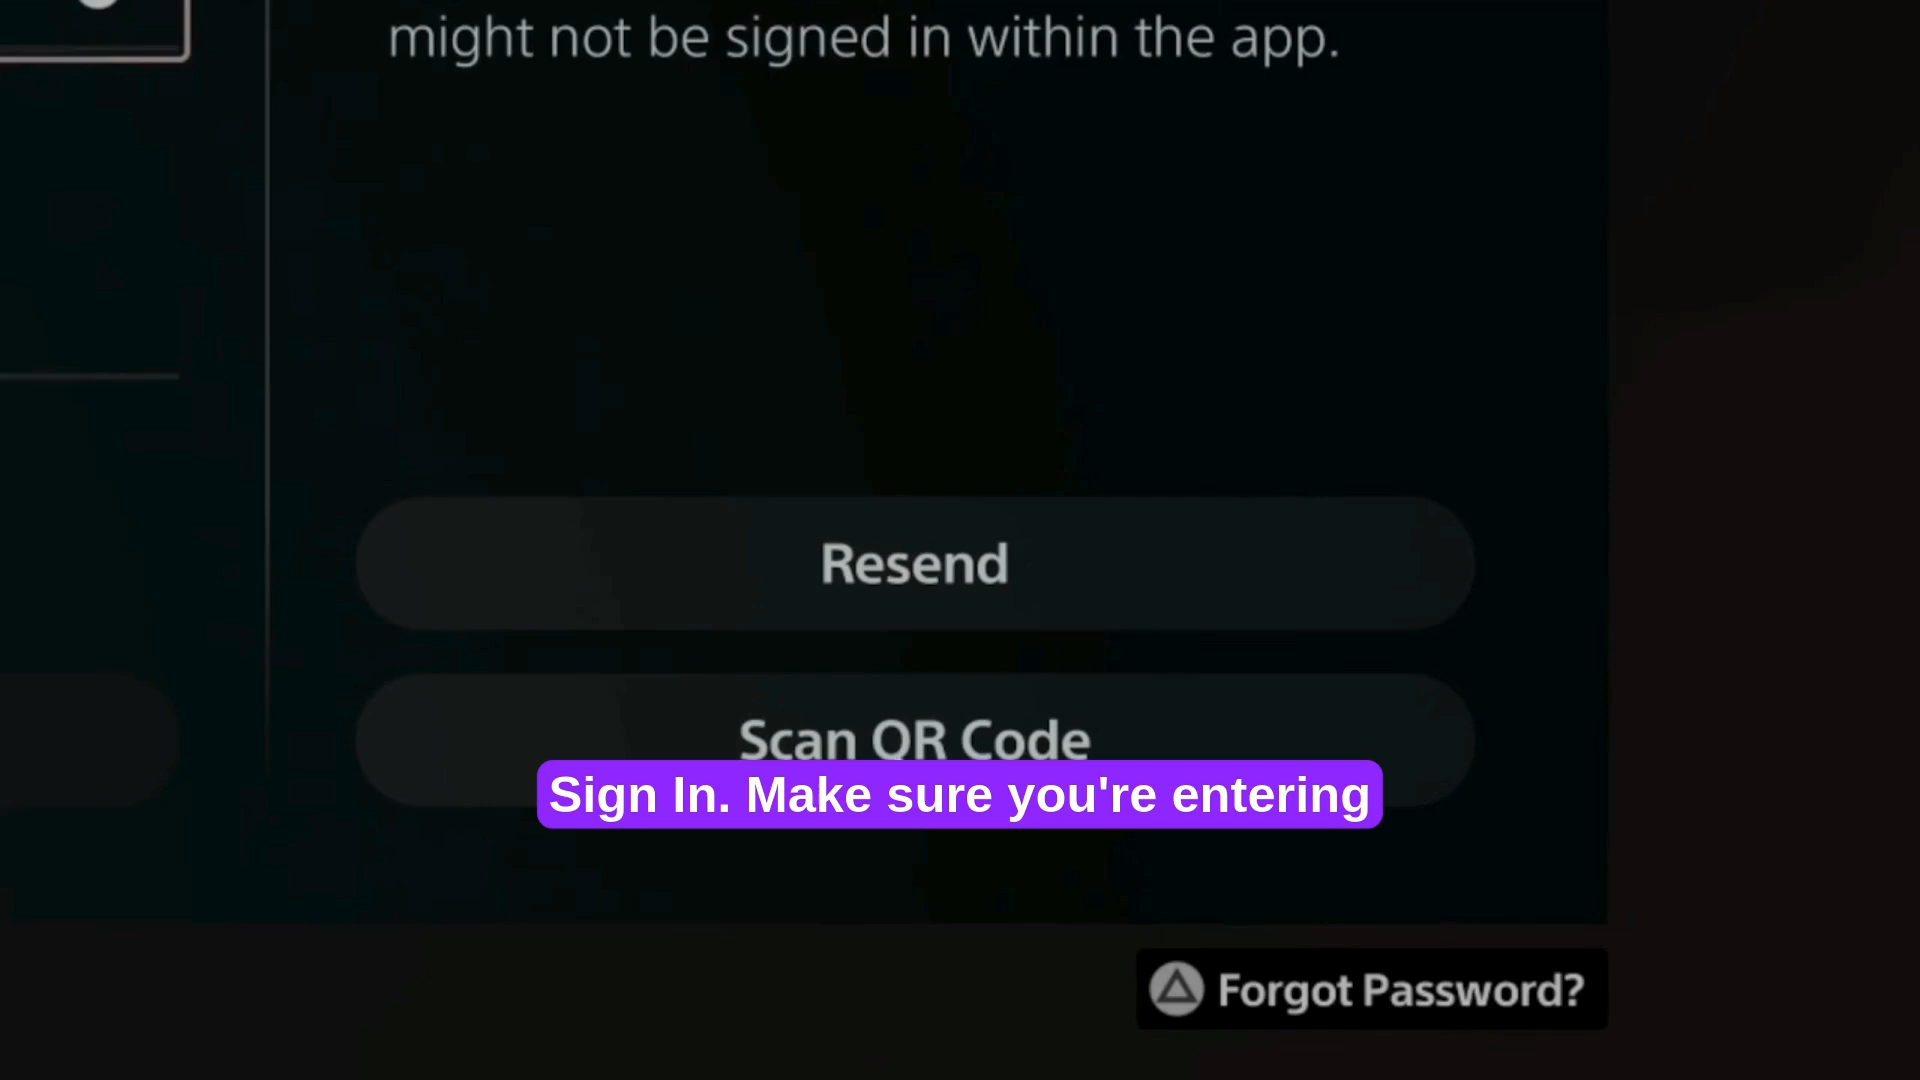 might not be signed in within the app.
Resend
Scan QR Code
Sign In. Make sure you're entering
Forgot Password?